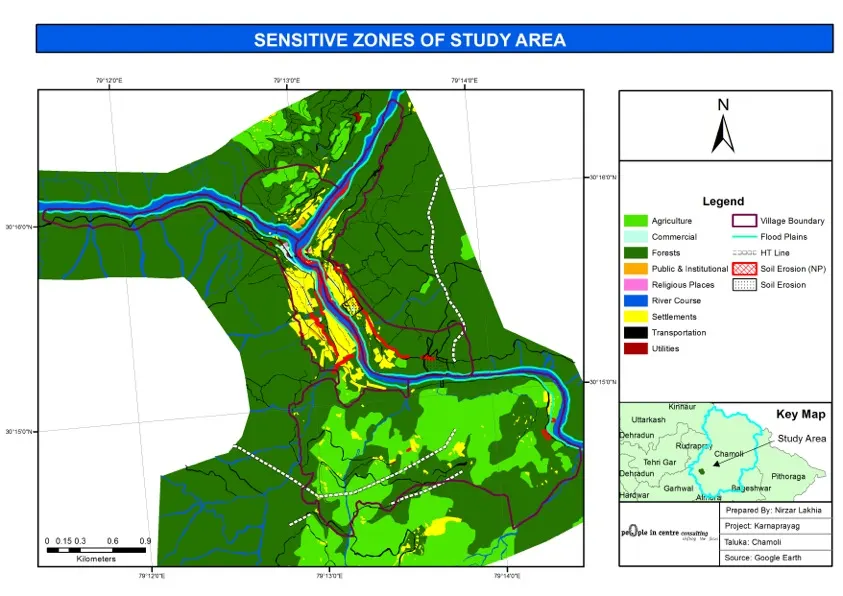 SENSITIVE ZONES OF STUDY AREA
79°12'0"E
79°13'0"E
79°14'0"E
30°16'0"N
30°16'0"N
30°15'0"N
30°15'0"N
0 0.15 0.3 0.6 0.9
Kilometers
79°12'0"E
79°13'0"E
79°14'0"E
N
Legend
Agriculture
Commercial
Forests
Public & Institutional
Religious Places
River Course
Settlements
Transportation
Utilities
Village Boundary
Flood Plains
HT Line
Soil Erosion (NP)
Soil Erosion
Key Map
Kinnaur
Uttarkash
Dehradun
Rudrapray
Study Area
Chamoli
Tehri Gar
Dehradun
Pithoraga
Garhwal
Bageshwar
Hardwar
Almora
people in centre consulting
Prepared By: Nirzar Lakhia
Project: Karnaprayag
Taluka: Chamoli
Source: Google Earth